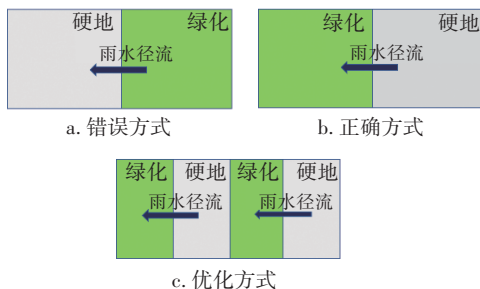 硬地 绿化
雨水径流
a. 错误方式
绿化 硬地
雨水径流
b. 正确方式
绿化 硬地 绿化 硬地
雨水径流 雨水径流
c. 优化方式